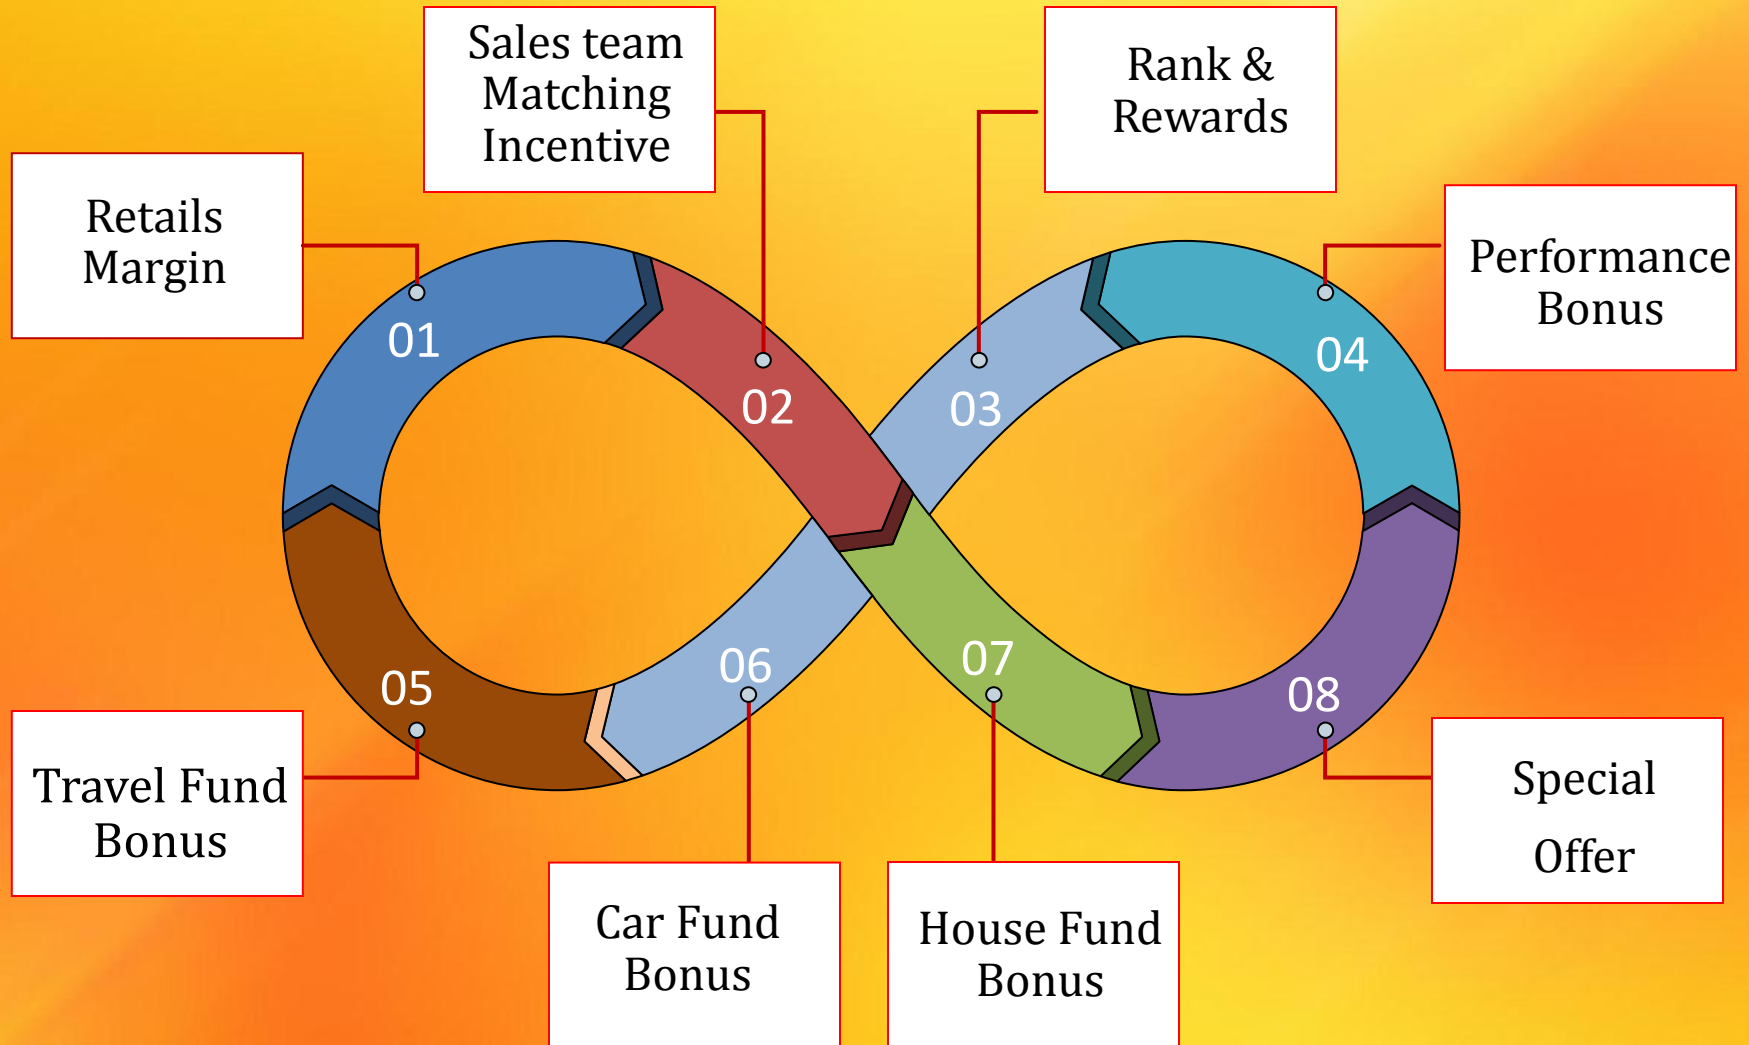 Sales team
Matching
Incentive
Rank &
Rewards
Retails
Margin
Performance
Bonus
01
02
03
04
05
06
07
08
Travel Fund
Bonus
Car Fund
Bonus
House Fund
Bonus
Special
Offer